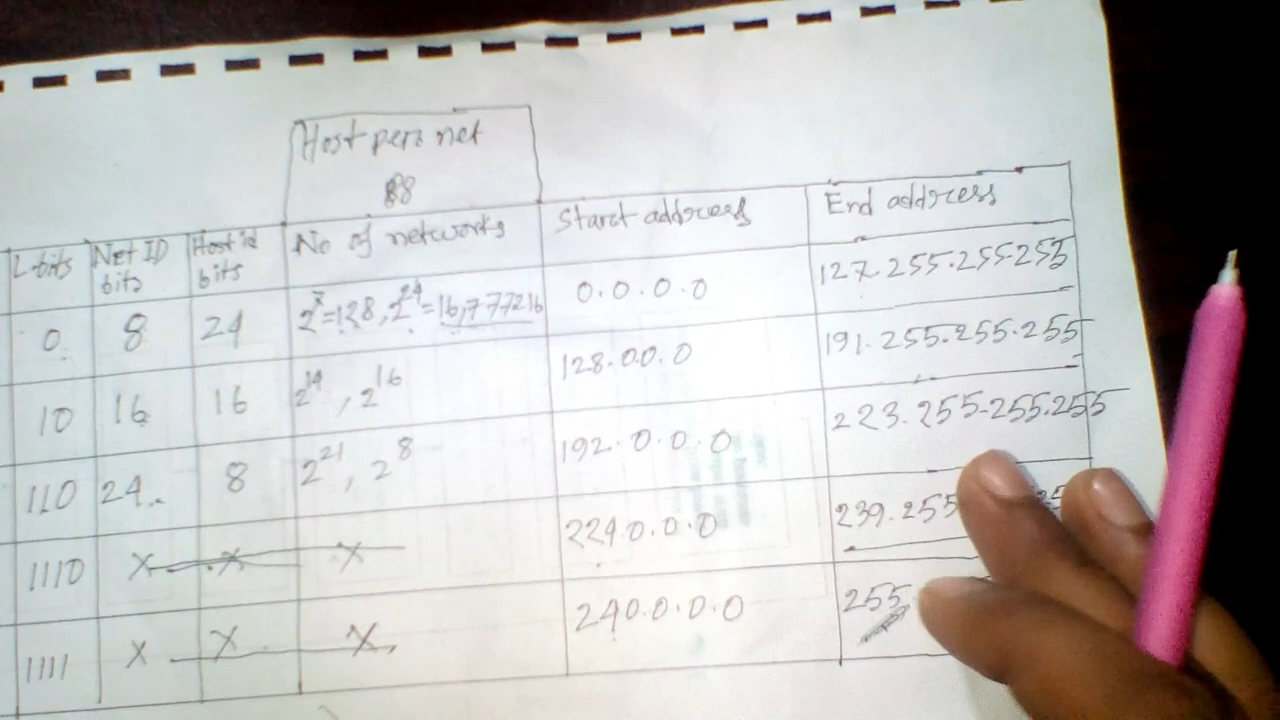 Host per net
L-bits Net ID bits Host id bits No of networks Start address End address
0 8 24 2^7=128, 2^24=16,777216 0.0.0.0 127.255.255.255
10 16 16 2^14, 2^16 128.0.0.0 191.255.255.255
110 24 8 2^21, 2^8 192.0.0.0 223.255.255.255
1110 X X X 224.0.0.0 239.255
1111 X X X 240.0.0.0 255